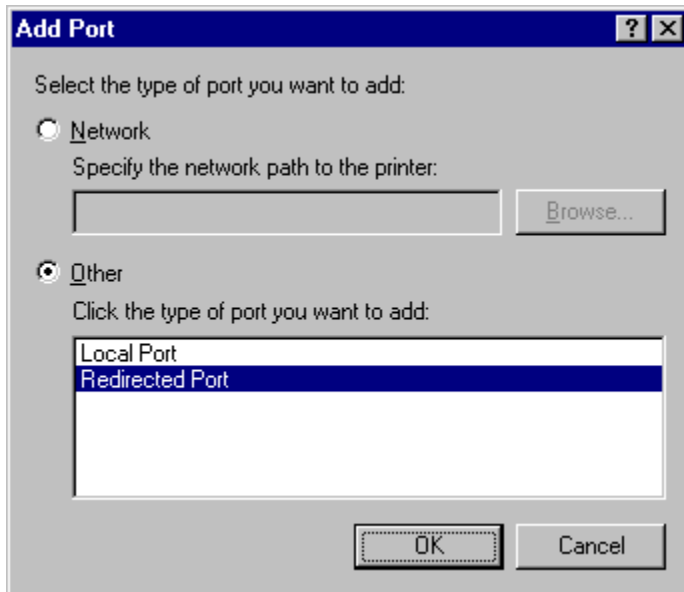 Add Port
?
Select the type of port you want to add:
Network
Specify the network path to the printer:
Browse...
Other
Click the type of port you want to add:
Local Port
Redirected Port
OK
Cancel